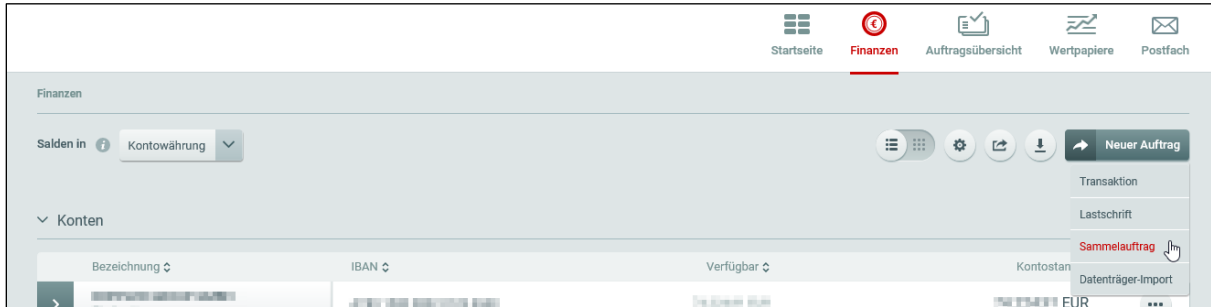 Startseite
Finanzen
Auftragsübersicht
Wertpapiere
Postfach
Finanzen
Salden in
Kontowährung
Neuer Auftrag
Transaktion
Lastschrift
Sammelauftrag
Datenträger-Import
Konten
Bezeichnung
IBAN
Verfügbar
Kontostan
EUR